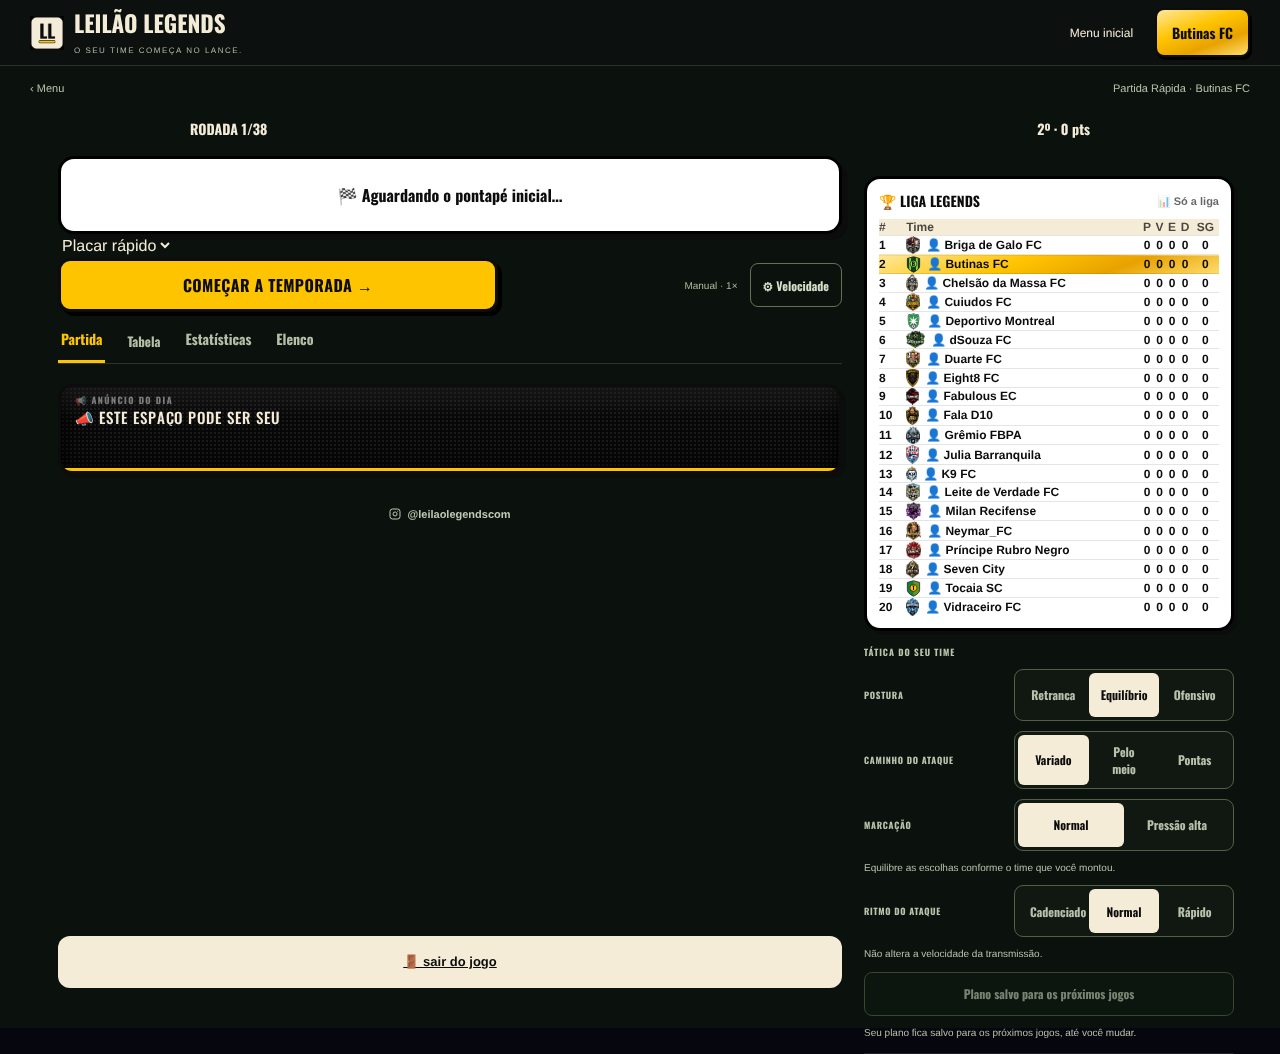 LL
LEILÃO LEGENDS
O SEU TIME COMEÇA NO LANCE.
Menu inicial
Butinas FC
‹ Menu
Partida Rápida · Butinas FC
RODADA 1/38
2º · 0 pts
🏁 Aguardando o pontapé inicial...
Placar rápido
COMEÇAR A TEMPORADA →
Manual · 1×
⚙ Velocidade
Partida Tabela Estatísticas Elenco
📢 ANÚNCIO DO DIA
📣 ESTE ESPAÇO PODE SER SEU
@leilaolegendscom
🚪 sair do jogo
🏆 LIGA LEGENDS
📊 Só a liga
# Time P V E D SG
1 👤 Briga de Galo FC 0 0 0 0 0
2 👤 Butinas FC 0 0 0 0 0
3 👤 Chelsão da Massa FC 0 0 0 0 0
4 👤 Cuiudos FC 0 0 0 0 0
5 👤 Deportivo Montreal 0 0 0 0 0
6 👤 dSouza FC 0 0 0 0 0
7 👤 Duarte FC 0 0 0 0 0
8 👤 Eight8 FC 0 0 0 0 0
9 👤 Fabulous EC 0 0 0 0 0
10 👤 Fala D10 0 0 0 0 0
11 👤 Grêmio FBPA 0 0 0 0 0
12 👤 Julia Barranquila 0 0 0 0 0
13 👤 K9 FC 0 0 0 0 0
14 👤 Leite de Verdade FC 0 0 0 0 0
15 👤 Milan Recifense 0 0 0 0 0
16 👤 Neymar_FC 0 0 0 0 0
17 👤 Príncipe Rubro Negro 0 0 0 0 0
18 👤 Seven City 0 0 0 0 0
19 👤 Tocaia SC 0 0 0 0 0
20 👤 Vidraceiro FC 0 0 0 0 0
TÁTICA DO SEU TIME
POSTURA
Retranca Equilíbrio Ofensivo
CAMINHO DO ATAQUE
Variado
Pelo
meio
Pontas
MARCAÇÃO
Normal Pressão alta
Equilibre as escolhas conforme o time que você montou.
RITMO DO ATAQUE
Cadenciado Normal Rápido
Não altera a velocidade da transmissão.
Plano salvo para os próximos jogos
Seu plano fica salvo para os próximos jogos, até você mudar.